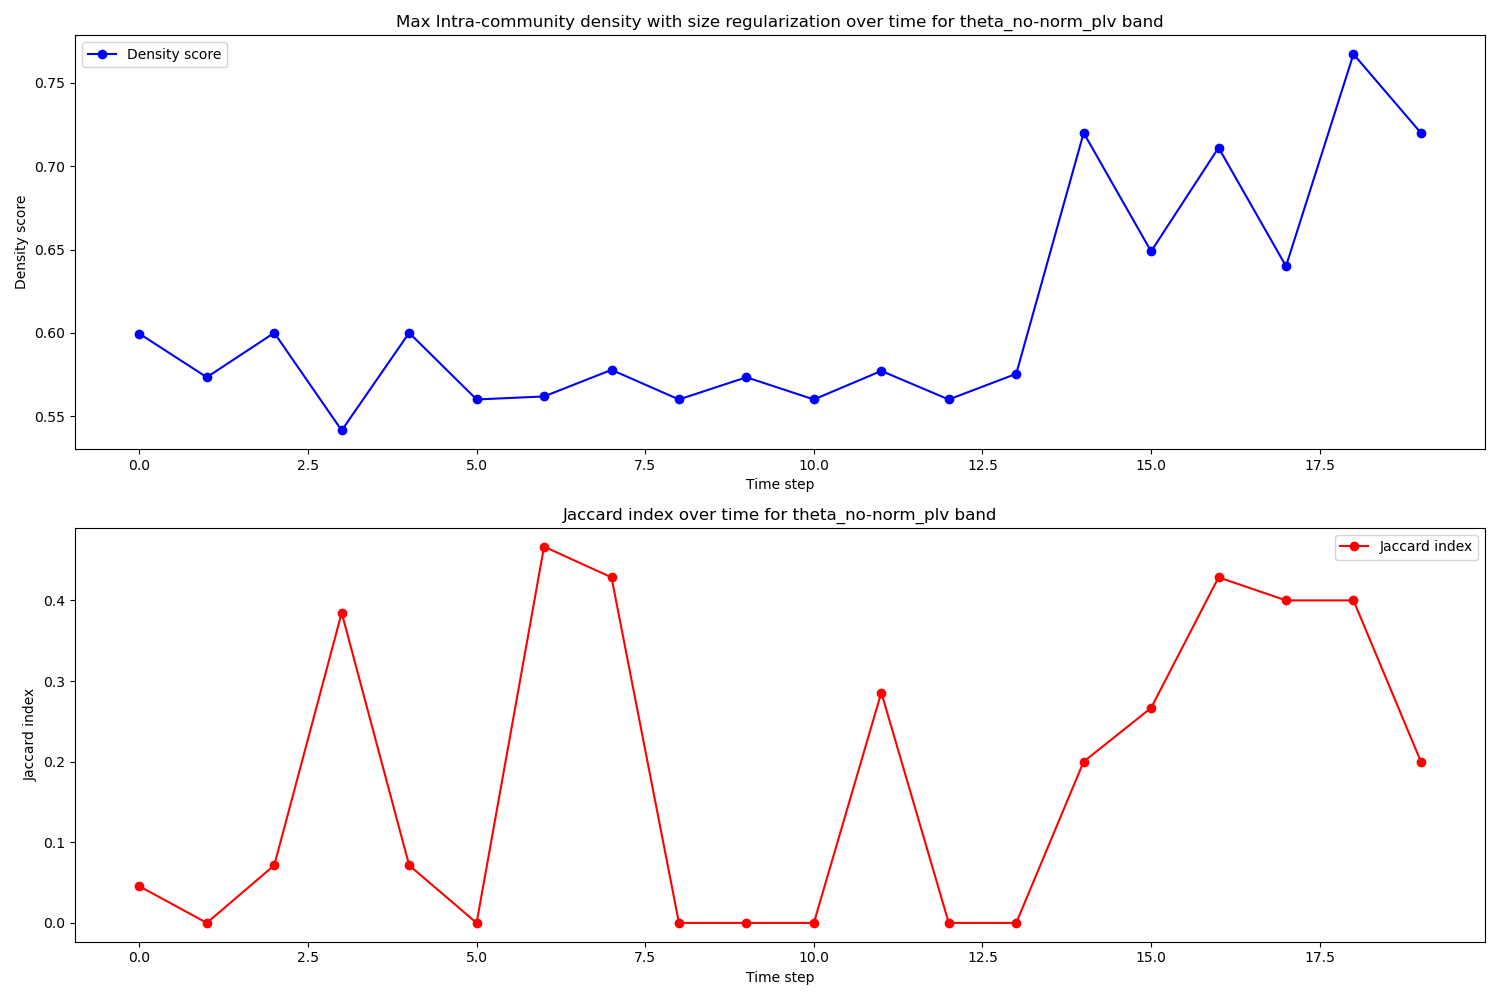 Max Intra-community density with size regularization over time for theta_no-norm_plv band
Density score
0.75
0.70
0.65
0.60
0.55
Density score
0.0 2.5 5.0 7.5 10.0 12.5 15.0 17.5
Time step
Jaccard index over time for theta_no-norm_plv band
Jaccard index
0.4
0.3
0.2
0.1
0.0
Jaccard index
0.0 2.5 5.0 7.5 10.0 12.5 15.0 17.5
Time step